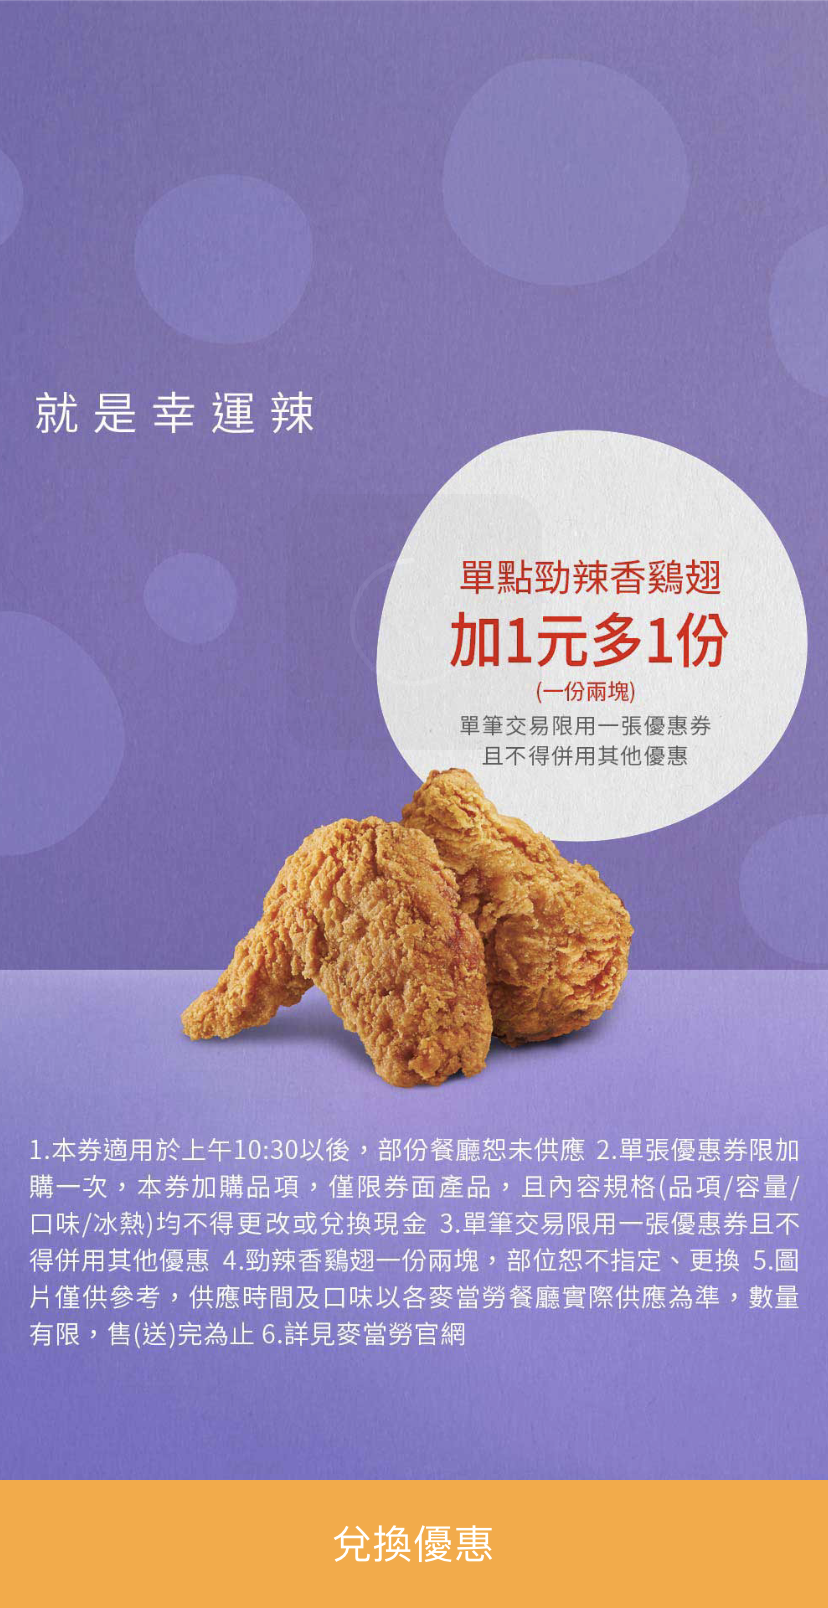 就是幸運辣
單點勁辣香鷄翅
加1元多1份
(一份兩塊)
單筆交易限用一張優惠券
且不得併用其他優惠
1.本券適用於上午10:30以後，部份餐廳恕未供應 2.單張優惠券限加
購一次，本券加購品項，僅限券面產品，且內容規格(品項/容量/
口味/冰熱)均不得更改或兌換現金 3.單筆交易限用一張優惠券且不
得併用其他優惠 4.勁辣香鷄翅一份兩塊，部位恕不指定、更換 5.圖
片僅供參考，供應時間及口味以各麥當勞餐廳實際供應為準，數量
有限，售(送)完為止 6.詳見麥當勞官網
兌換優惠